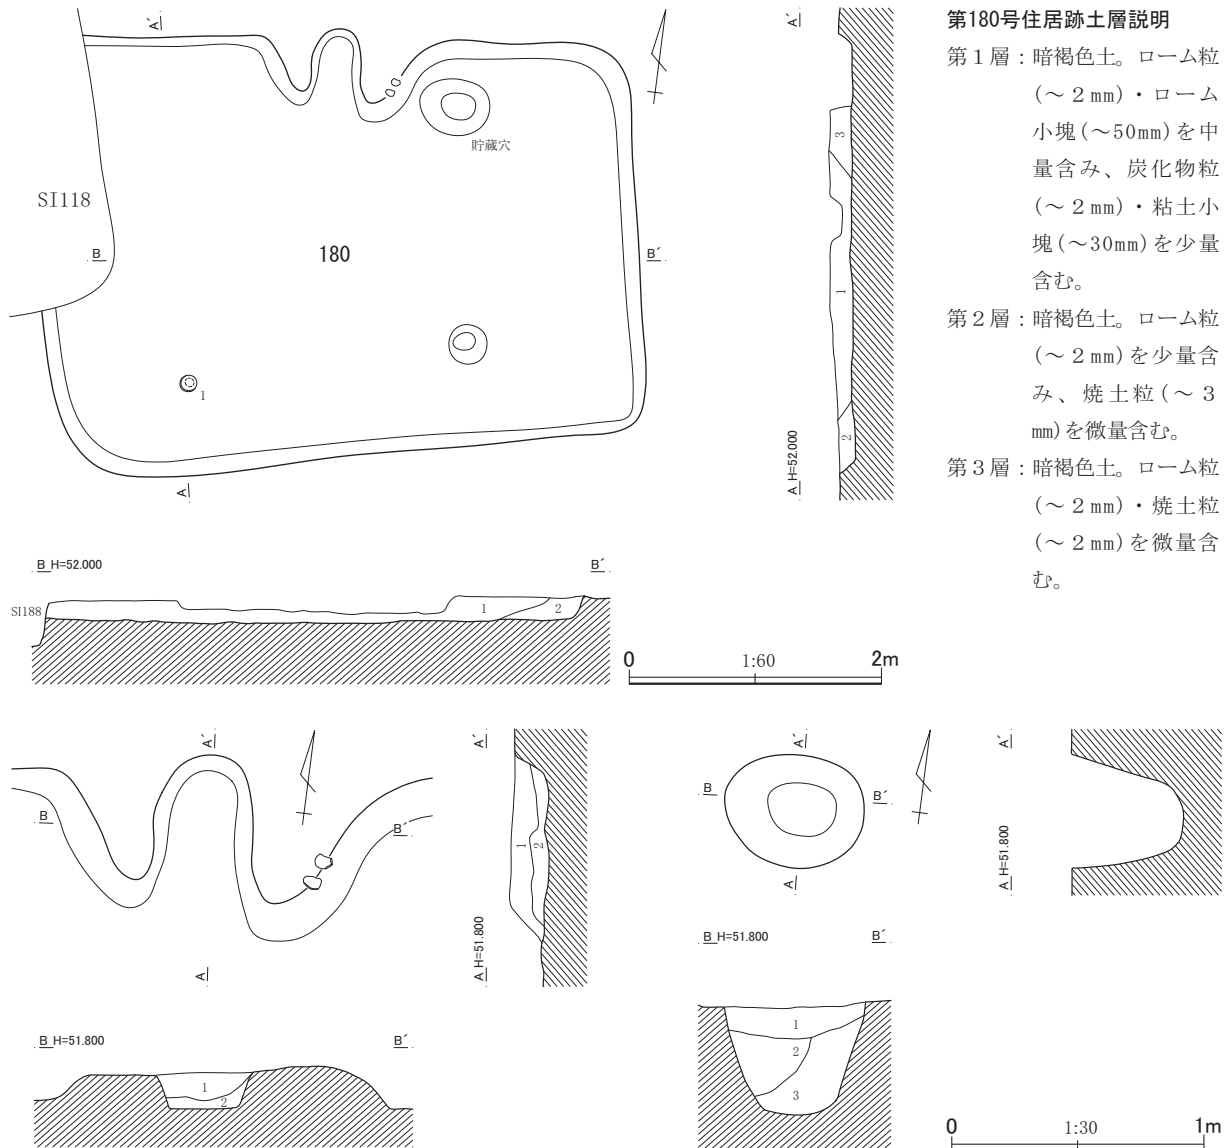 A′
A′
第180号住居跡土層説明
第１層：暗褐色土。ローム粒
(～２mm)・ローム
小塊(～50mm)を中
量含み、炭化物粒
(～２mm)・粘土小
塊(～30mm)を少量
含む。
第２層：暗褐色土。ローム粒
(～２mm)を少量含
み、焼土粒(～３
mm)を微量含む。
第３層：暗褐色土。ローム粒
(～２mm)・焼土粒
(～２mm)を微量含
む。
貯蔵穴
SI118
B
180
B′
1
A
3
1
2
A H=52.000
B H=52.000
B′
SI188
1
2
0
1:60
2m
A′
B
B′
A
A′
1
2
A H=51.800
B H=51.800
B′
1
2
A′
B
B′
A
A′
A H=51.800
B H=51.800
B′
1
2
3
0
1:30
1m